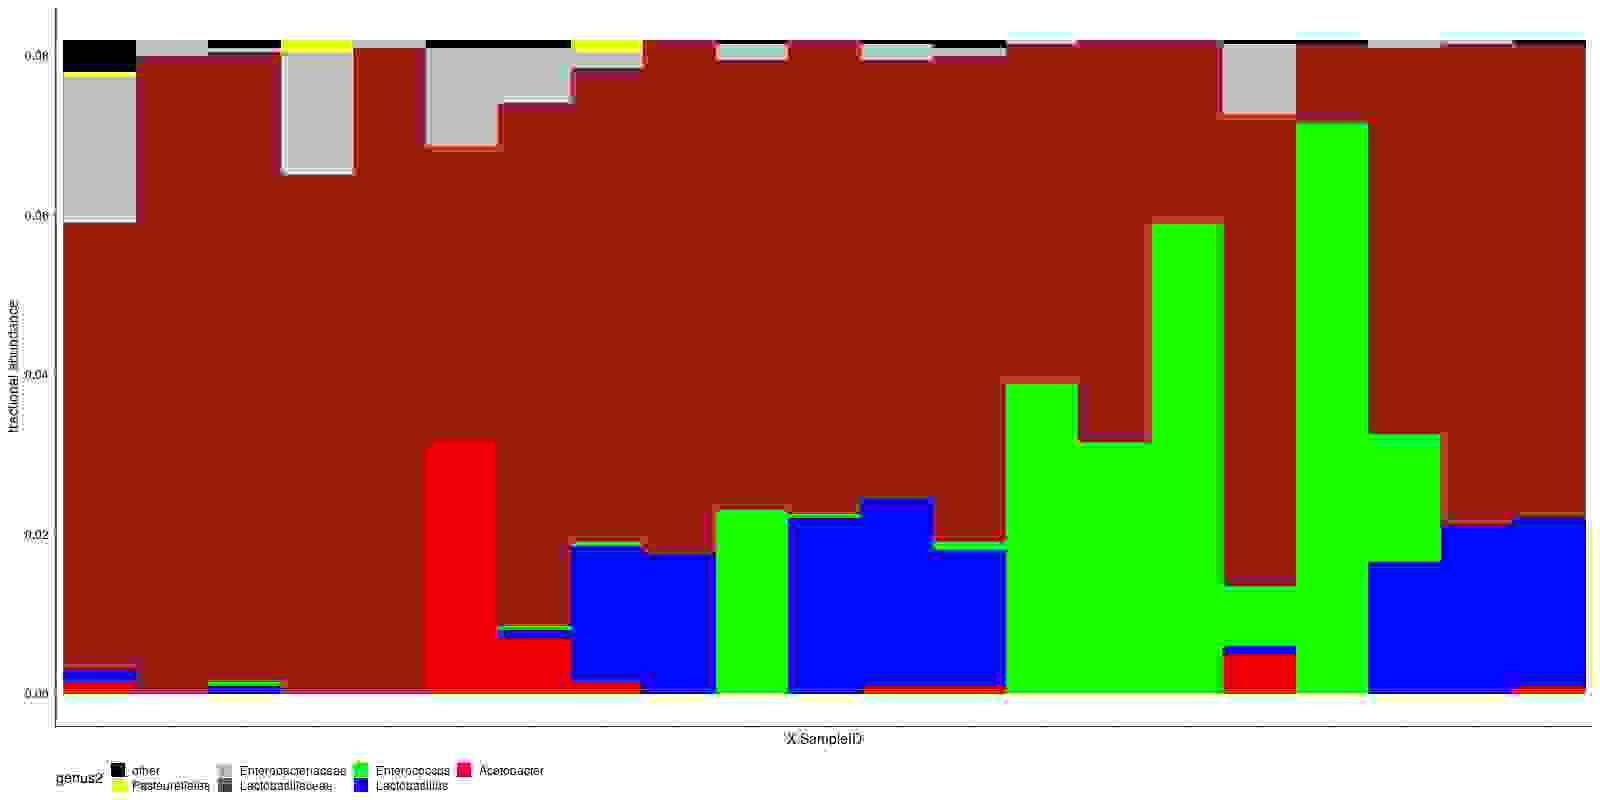 0.08
0.06
0.04
0.02
0.00
fractional abundance
X.SampleID
genus2
other
Enterobacteriaceae
Enterococcus
Acetobacter
Lactobacillaceae
Lactobacillus